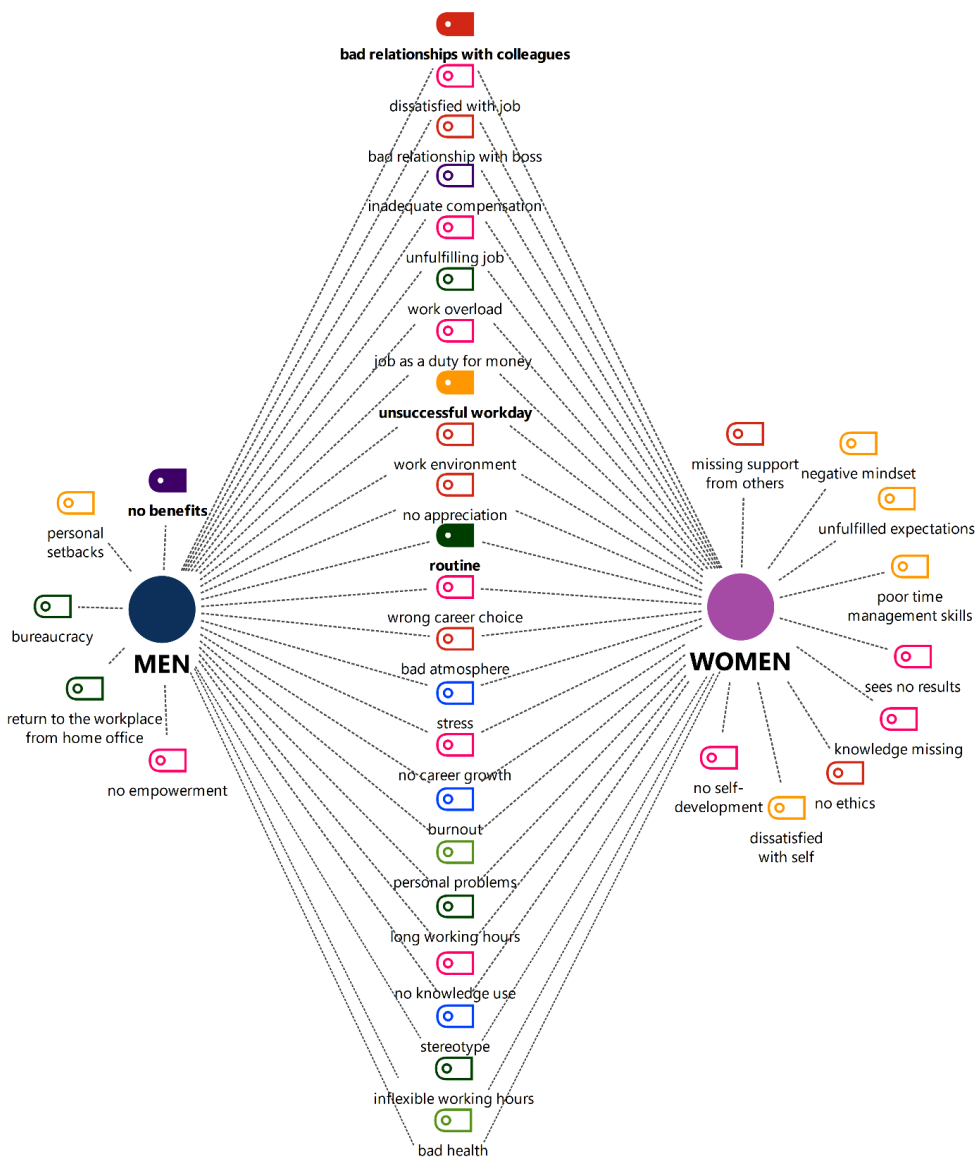 bad relationships with colleagues
dissatisfied with job
bad relationship with boss
inadequate compensation
unfulfilling job
work overload
job as a duty for money
unsuccessful workday
work environment
no appreciation
routine
wrong career choice
bad atmosphere
stress
no career growth
burnout
personal problems
long working hours
no knowledge use
stereotype
inflexible working hours
bad health
no benefits
personal
setbacks
bureaucracy
MEN
return to the workplace
from home office
no empowerment
missing support
from others
negative mindset
unfulfilled expectations
poor time
management skills
WOMEN
sees no results
knowledge missing
no self-
development
no ethics
dissatisfied
with self